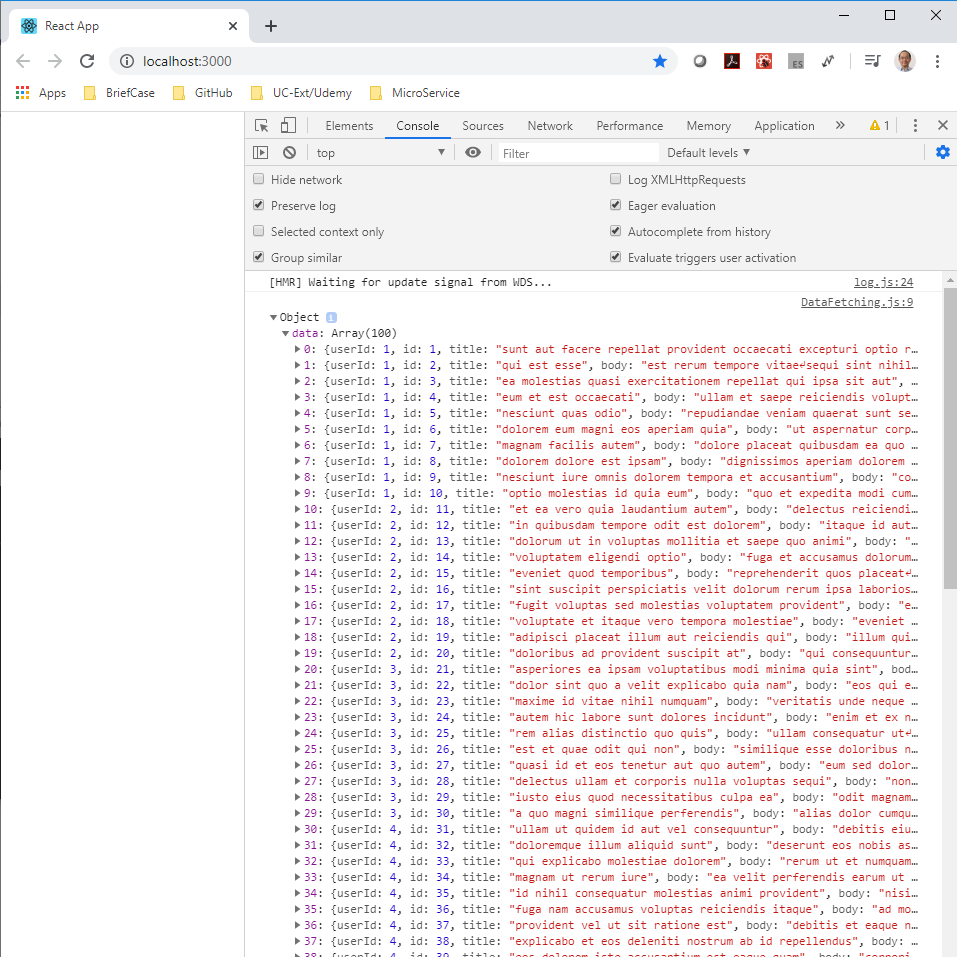 React App
localhost:3000
ES
Apps BriefCase GitHub UC-Ext/Udemy MicroService
Elements Console Sources Network Performance Memory Application » 1
top Filter Default levels
Hide network Log XMLHttpRequests
Preserve log Eager evaluation
Selected context only Autocomplete from history
Group similar Evaluate triggers user activation
[HMR] Waiting for update signal from WDS... log.js:24
DataFetching.js:9
Object i
data: Array(100)
0: {userId: 1, id: 1, title: "sunt aut facere repellat provident occaecati excepturi optio r…
1: {userId: 1, id: 2, title: "qui est esse", body: "est rerum tempore vitae↵sequi sint nihil…
2: {userId: 1, id: 3, title: "ea molestias quasi exercitationem repellat qui ipsa sit aut", …
3: {userId: 1, id: 4, title: "eum et est occaecati", body: "ullam et saepe reiciendis volupt…
4: {userId: 1, id: 5, title: "nesciunt quas odio", body: "repudiandae veniam quaerat sunt se…
5: {userId: 1, id: 6, title: "dolorem eum magni eos aperiam quia", body: "ut aspernatur corp…
6: {userId: 1, id: 7, title: "magnam facilis autem", body: "dolore placeat quibusdam ea quo …
7: {userId: 1, id: 8, title: "dolorem dolore est ipsam", body: "dignissimos aperiam dolorem …
8: {userId: 1, id: 9, title: "nesciunt iure omnis dolorem tempora et accusantium", body: "co…
9: {userId: 1, id: 10, title: "optio molestias id quia eum", body: "quo et expedita modi cum…
10: {userId: 2, id: 11, title: "et ea vero quia laudantium autem", body: "delectus reiciendi…
11: {userId: 2, id: 12, title: "in quibusdam tempore odit est dolorem", body: "itaque id aut…
12: {userId: 2, id: 13, title: "dolorum ut in voluptas mollitia et saepe quo animi", body: "…
13: {userId: 2, id: 14, title: "voluptatem eligendi optio", body: "fuga et accusamus dolorum…
14: {userId: 2, id: 15, title: "eveniet quod temporibus", body: "reprehenderit quos placeat↵…
15: {userId: 2, id: 16, title: "sint suscipit perspiciatis velit dolorum rerum ipsa laborios…
16: {userId: 2, id: 17, title: "fugit voluptas sed molestias voluptatem provident", body: "e…
17: {userId: 2, id: 18, title: "voluptate et itaque vero tempora molestiae", body: "eveniet …
18: {userId: 2, id: 19, title: "adipisci placeat illum aut reiciendis qui", body: "illum qui…
19: {userId: 2, id: 20, title: "doloribus ad provident suscipit at", body: "qui consequuntur…
20: {userId: 3, id: 21, title: "asperiores ea ipsam voluptatibus modi minima quia sint", bod…
21: {userId: 3, id: 22, title: "dolor sint quo a velit explicabo quia nam", body: "eos qui e…
22: {userId: 3, id: 23, title: "maxime id vitae nihil numquam", body: "veritatis unde neque …
23: {userId: 3, id: 24, title: "autem hic labore sunt dolores incidunt", body: "enim et ex n…
24: {userId: 3, id: 25, title: "rem alias distinctio quo quis", body: "ullam consequatur ut↵…
25: {userId: 3, id: 26, title: "est et quae odit qui non", body: "similique esse doloribus n…
26: {userId: 3, id: 27, title: "quasi id et eos tenetur aut quo autem", body: "eum sed dolor…
27: {userId: 3, id: 28, title: "delectus ullam et corporis nulla voluptas sequi", body: "non…
28: {userId: 3, id: 29, title: "iusto eius quod necessitatibus culpa ea", body: "odit magnam…
29: {userId: 3, id: 30, title: "a quo magni similique perferendis", body: "alias dolor cumqu…
30: {userId: 4, id: 31, title: "ullam ut quidem id aut vel consequuntur", body: "debitis eiu…
31: {userId: 4, id: 32, title: "doloremque illum aliquid sunt", body: "deserunt eos nobis as…
32: {userId: 4, id: 33, title: "qui explicabo molestiae dolorem", body: "rerum ut et numquam…
33: {userId: 4, id: 34, title: "magnam ut rerum iure", body: "ea velit perferendis earum ut …
34: {userId: 4, id: 35, title: "id nihil consequatur molestias animi provident", body: "nisi…
35: {userId: 4, id: 36, title: "fuga nam accusamus voluptas reiciendis itaque", body: "ad mo…
36: {userId: 4, id: 37, title: "provident vel ut sit ratione est", body: "debitis et eaque n…
37: {userId: 4, id: 38, title: "explicabo et eos deleniti nostrum ab id repellendus", body: …
38: {userId: 4, id: 39, title: "eos dolorem iste accusantium est eaque quam", body: "corpori…